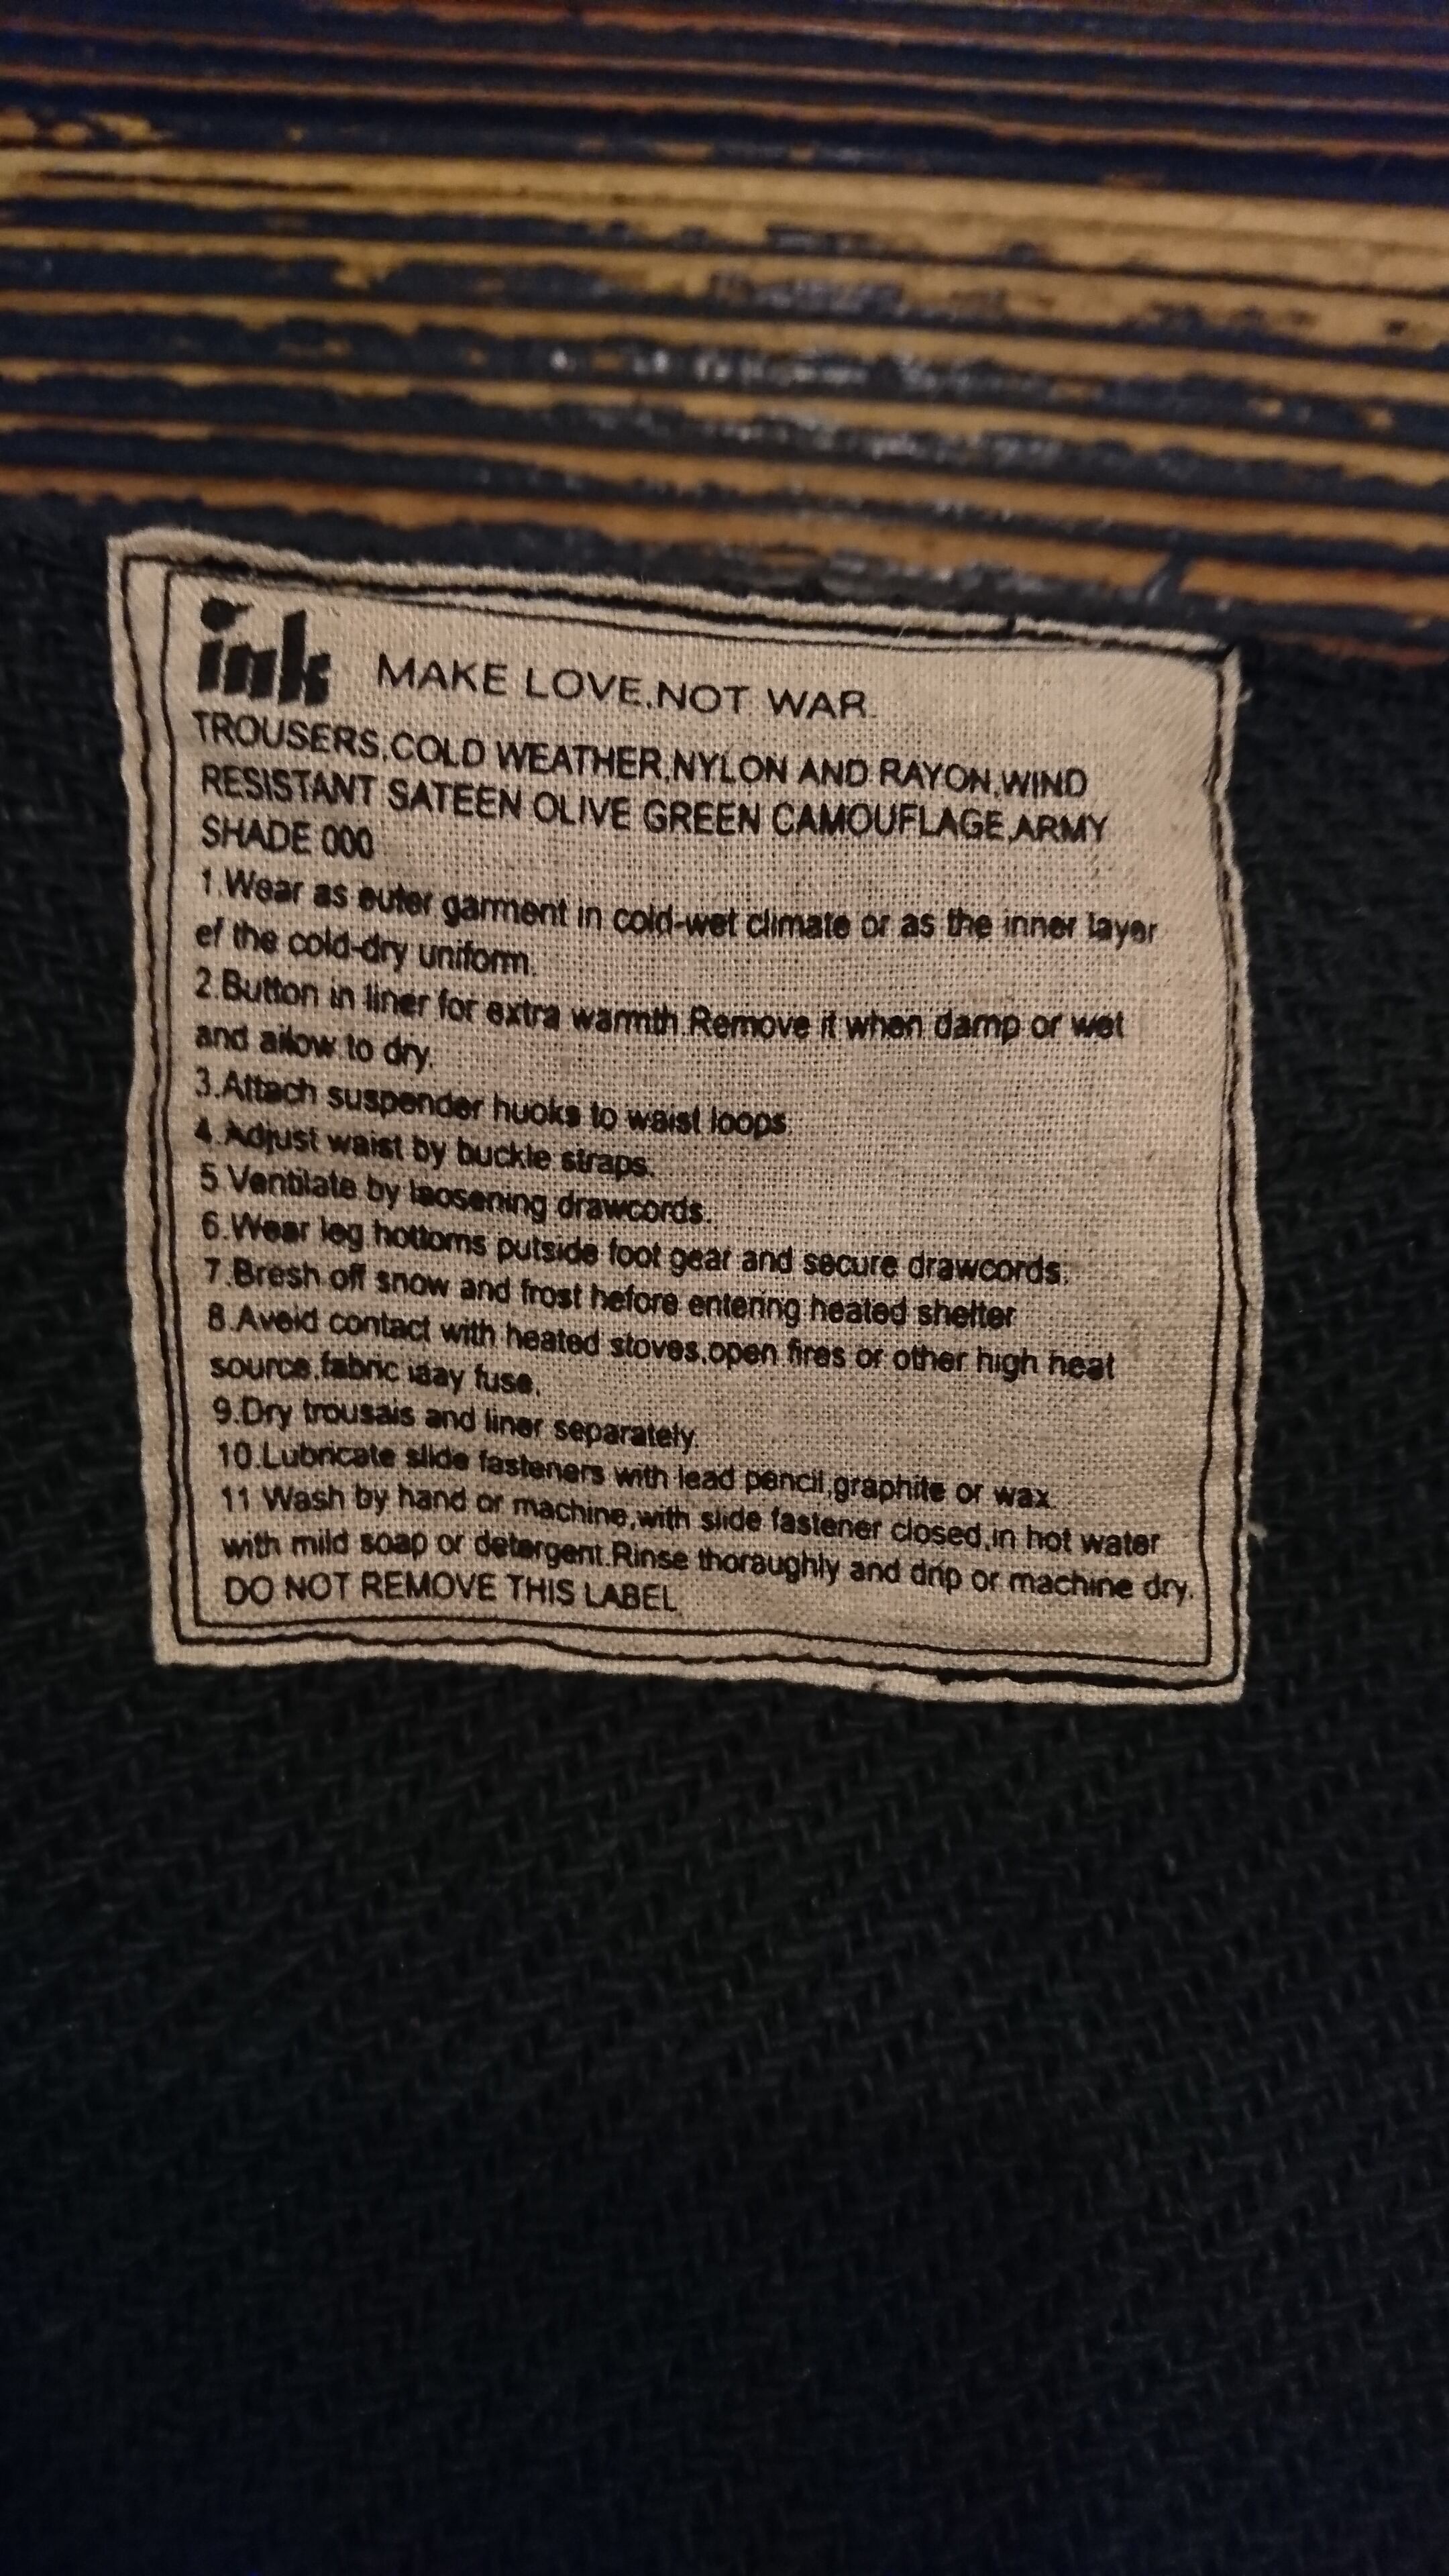 ink MAKE LOVE,NOT WAR.
TROUSERS,COLD WEATHER,NYLON AND RAYON,WIND
RESISTANT SATEEN OLIVE GREEN CAMOUFLAGE,ARMY
SHADE 000
1.Wear as euter garment in cold-wet climate or as the inner layer
ef the cold-dry uniform.
2.Button in liner for extra warmth.Remove it when damp or wet
and allow to dry.
3.Attach suspender huoks to waist loops.
4.Adjust waist by buckle straps.
5.Ventilate by laosening drawcords.
6.Wear leg hottoms putside foot gear and secure drawcords.
7.Bresh off snow and frost hefore entering heated shelter
8.Aveid contact with heated stoves,open fires or other high heat
source.fabric iaay fuse.
9.Dry trousais and liner separately.
10.Lubricate slide fasteners with lead pencil,graphite or wax.
11 Wash by hand or machine,with slide fastener closed,in hot water
with mild soap or detergent.Rinse thoraughly and drip or machine dry.
DO NOT REMOVE THIS LABEL